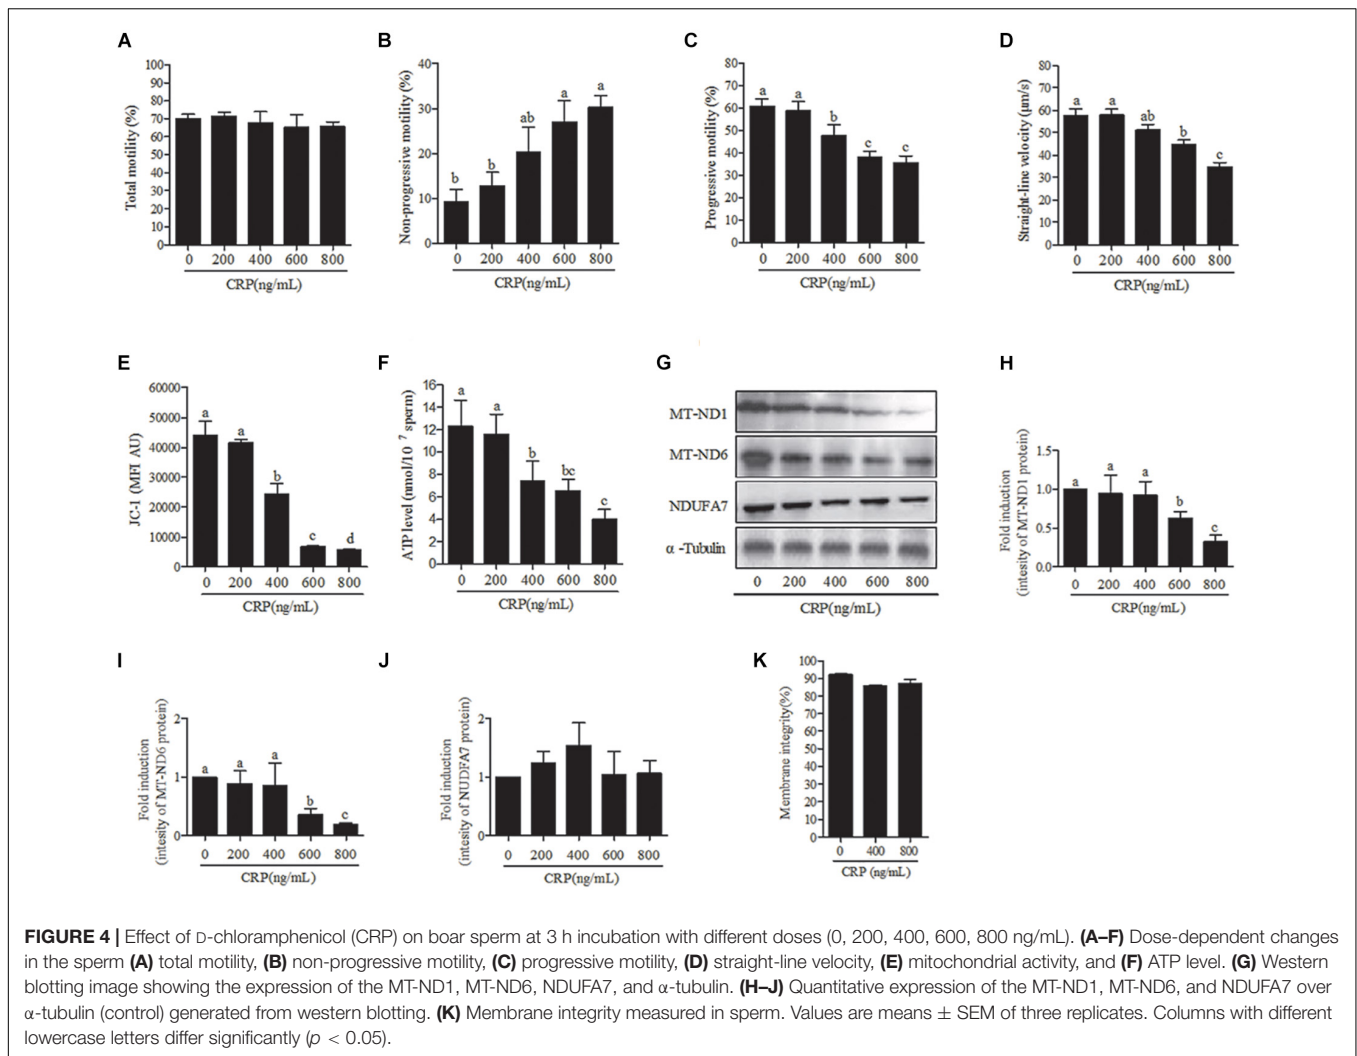 A
Total motility (%)
100
90
80
70
60
50
40
30
20
10
0
0 200 400 600 800
CRP(ng/mL)
B
Non-progressive motility (%)
40
30
20
10
0
b b ab a a
0 200 400 600 800
CRP(ng/mL)
C
Progressive motility (%)
80
70
60
50
40
30
20
10
0
a a b c c
0 200 400 600 800
CRP(ng/mL)
D
Straight-line velocity (µm/s)
80
70
60
50
40
30
20
10
0
a a ab b c
0 200 400 600 800
CRP(ng/mL)
E
JC-1 (MFI AU)
60000
50000
40000
30000
20000
10000
0
a a b c d
0 200 400 600 800
CRP(ng/mL)
F
ATP level (nmol/10⁷ sperm)
16
14
12
10
8
6
4
2
0
a a b bc c
0 200 400 600 800
CRP(ng/mL)
G
MT-ND1
MT-ND6
NDUFA7
α -Tubulin
0 200 400 600 800
CRP(ng/mL)
H
Fold induction
(intesity of MT-ND1 protein)
1.5
1.0
0.5
0.0
a a a b c
0 200 400 600 800
CRP(ng/mL)
I
Fold induction
(intesity of MT-ND6 protein)
2
1
0
a a a b c
0 200 400 600 800
CRP(ng/mL)
J
Fold induction
(intesity of NUDFA7 protein)
2
1
0
0 200 400 600 800
CRP(ng/mL)
K
Membrane integrity(%)
100
90
80
70
60
50
40
30
20
10
0
0 400 800
CRP (ng/mL)
FIGURE 4 | Effect of D-chloramphenicol (CRP) on boar sperm at 3 h incubation with different doses (0, 200, 400, 600, 800 ng/mL). (A–F) Dose-dependent changes
in the sperm (A) total motility, (B) non-progressive motility, (C) progressive motility, (D) straight-line velocity, (E) mitochondrial activity, and (F) ATP level. (G) Western
blotting image showing the expression of the MT-ND1, MT-ND6, NDUFA7, and α-tubulin. (H–J) Quantitative expression of the MT-ND1, MT-ND6, and NDUFA7 over
α-tubulin (control) generated from western blotting. (K) Membrane integrity measured in sperm. Values are means ± SEM of three replicates. Columns with different
lowercase letters differ significantly (p < 0.05).